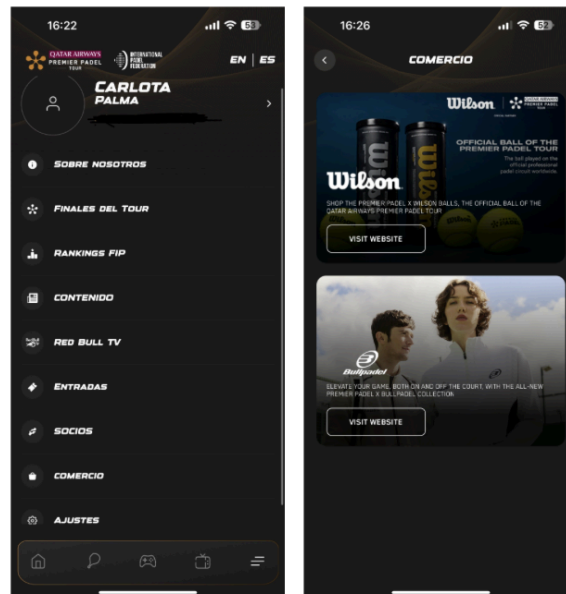 16:22
53
QATAR AIRWAYS
PREMIER PADEL
TOUR
INTERNATIONAL
PADEL
FEDERATION
EN | ES
CARLOTA
PALMA
SOBRE NOSOTROS
FINALES DEL TOUR
RANKINGS FIP
CONTENIDO
RED BULL TV
ENTRADAS
SOCIOS
COMERCIO
AJUSTES
16:26
52
COMERCIO
Wilson
QATAR AIRWAYS
PREMIER PADEL
OFFICIAL BALL OF THE
PREMIER PADEL TOUR
The ball played on the
official professional
padel circuit worldwide.
Wilson
SHOP THE PREMIER PADEL X WILSON BALLS, THE OFFICIAL BALL OF THE
QATAR AIRWAYS PREMIER PADEL TOUR
VISIT WEBSITE
Bullpadel
ELEVATE YOUR GAME, BOTH ON AND OFF THE COURT, WITH THE ALL-NEW
PREMIER PADEL X BULLPADEL COLLECTION
VISIT WEBSITE